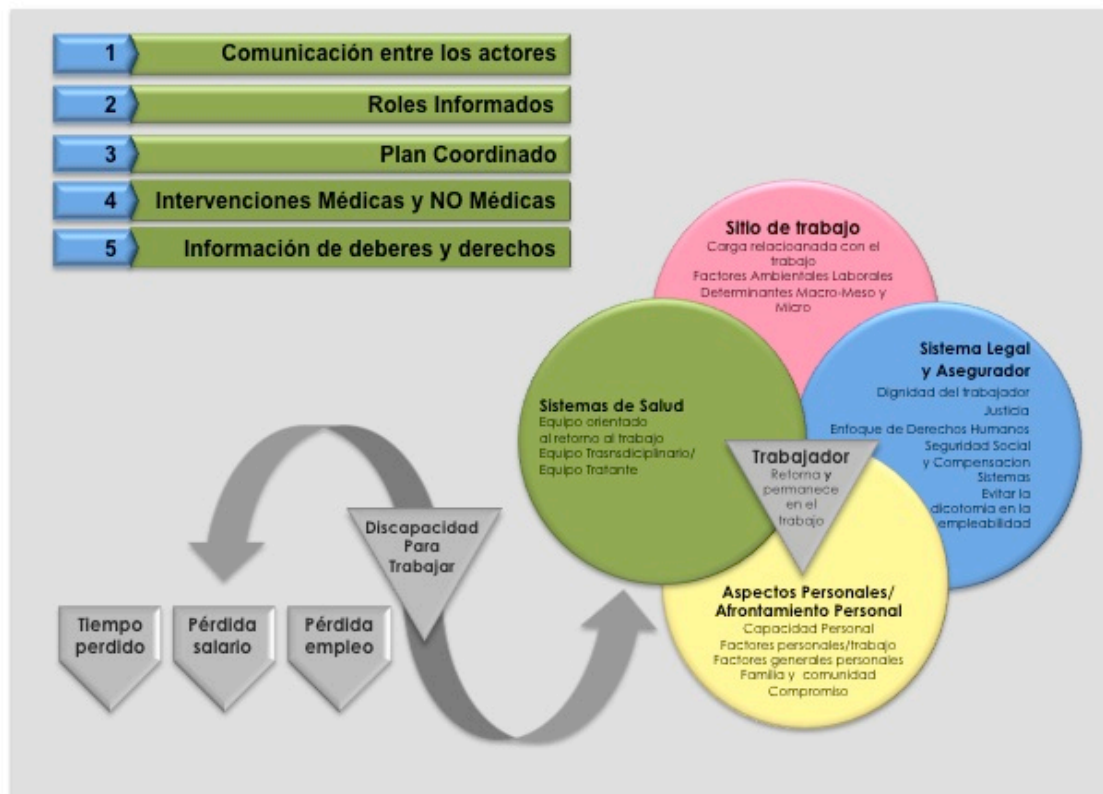 1 Comunicación entre los actores
2 Roles Informados
3 Plan Coordinado
4 Intervenciones Médicas y NO Médicas
5 Información de deberes y derechos
Sitio de trabajo
Carga relacioanada con el
trabajo
Factores Ambientales Laborales
Determinantes Macro-Meso y
Micro
Sistema Legal
y Asegurador
Dignidad del trabajador
Justicia
Enfoque de Derechos Humanos
Seguridad Social
y Compensacion
Sistemas
Evitar la
dicotomia en la
empleabilidad
Sistemas de Salud
Equipo orientado
al retorno al trabajo
Equipo Trasnsdiciplinario/
Equipo Tratante
Trabajador
Retorna y
permanece
en el
trabajo
Aspectos Personales/
Afrontamiento Personal
Capacidad Personal
Factores personales/trabajo
Factores generales personales
Familia y comunidad
Compromiso
Discapacidad
Para
Trabajar
Tiempo
perdido
Pérdida
salario
Pérdida
empleo